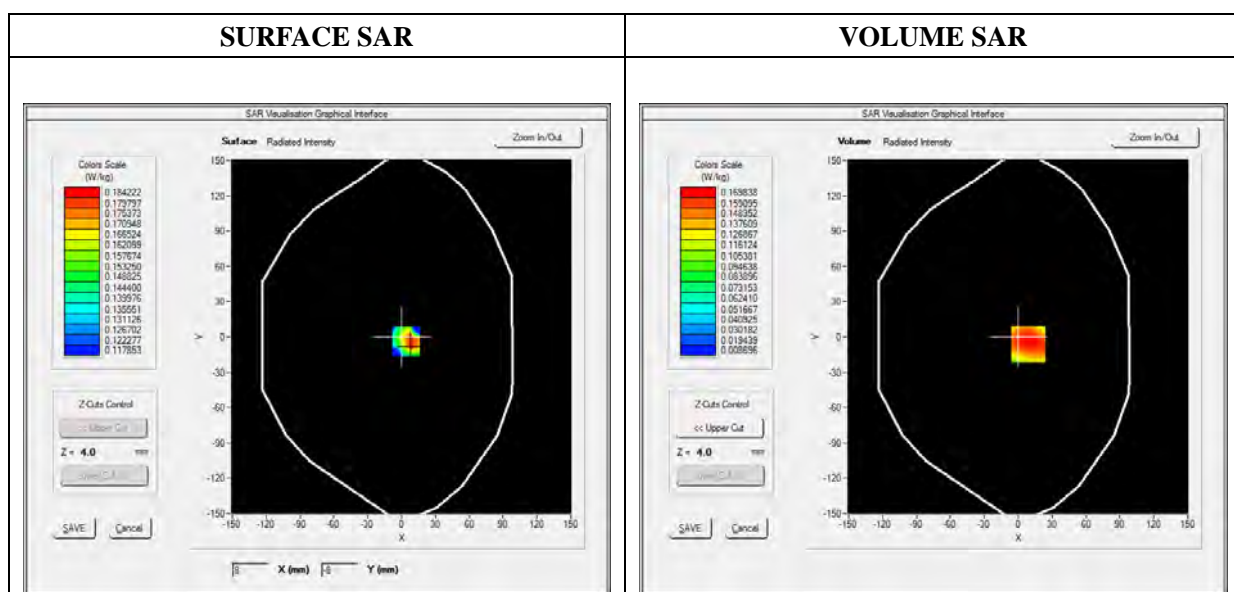 SURFACE SAR
VOLUME SAR
SAR Visualisation Graphical Interface
Surface Radiated Intensity
Zoom In/Out
Colors Scale
(W/kg)
0.184222
0.179797
0.175373
0.170948
0.166524
0.162099
0.157674
0.153250
0.148825
0.144400
0.139976
0.135551
0.131126
0.126702
0.122277
0.117853
Z-Cuts Control
<< Upper Cut
Z = 4.0 mm
SAVE
Cancel
150
120
90
60
30
0
-30
-60
-90
-120
-150
Y
-150 -120 -90 -60 -30 0 30 60 90 120 150
X
8 X (mm) -8 Y (mm)
SAR Visualisation Graphical Interface
Volume Radiated Intensity
Zoom In/Out
Colors Scale
(W/kg)
0.169838
0.159095
0.148352
0.137609
0.126867
0.116124
0.105381
0.094638
0.083896
0.073153
0.062410
0.051667
0.040925
0.030182
0.019439
0.008696
Z-Cuts Control
<< Upper Cut
Z = 4.0 mm
SAVE
Cancel
150
120
90
60
30
0
-30
-60
-90
-120
-150
Y
-150 -120 -90 -60 -30 0 30 60 90 120 150
X